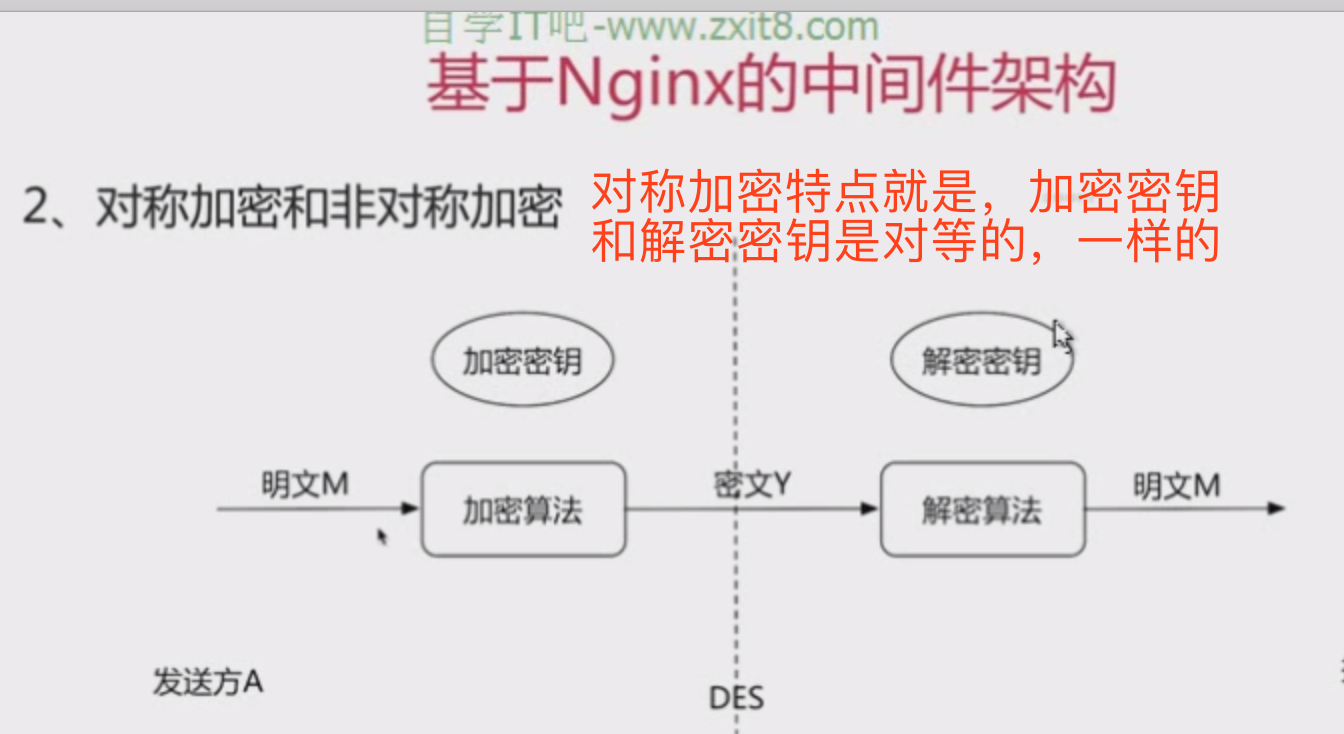 自学IT吧-www.zxit8.com
基于Nginx的中间件架构
2、对称加密和非对称加密
对称加密特点就是，加密密钥
和解密密钥是对等的，一样的
加密密钥
解密密钥
明文M
加密算法
密文Y
解密算法
明文M
发送方A
DES